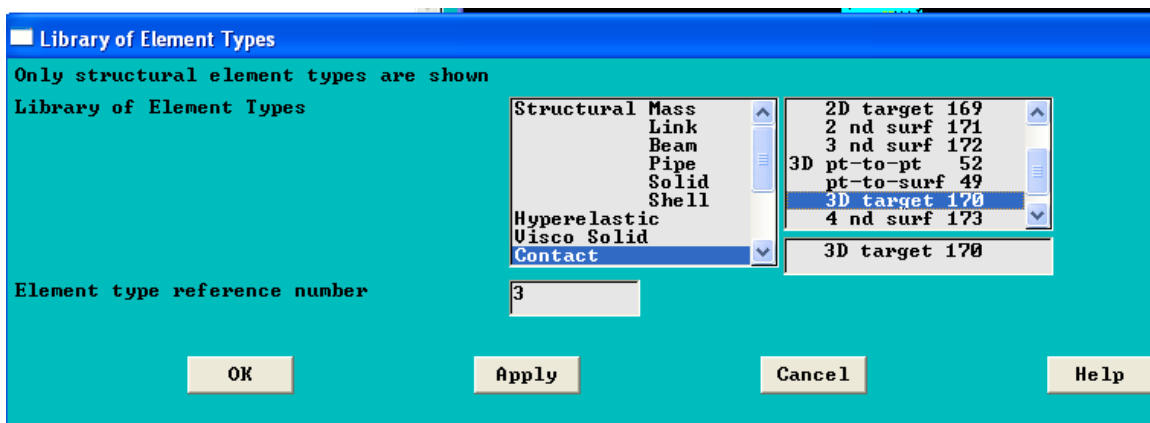 Library of Element Types
Only structural element types are shown
Library of Element Types
Structural Mass
Link
Beam
Pipe
Solid
Shell
Hyperelastic
Visco Solid
Contact
2D target 169
2 nd surf 171
3 nd surf 172
3D pt-to-pt 52
pt-to-surf 49
3D target 170
4 nd surf 173
3D target 170
Element type reference number
3
OK
Apply
Cancel
Help